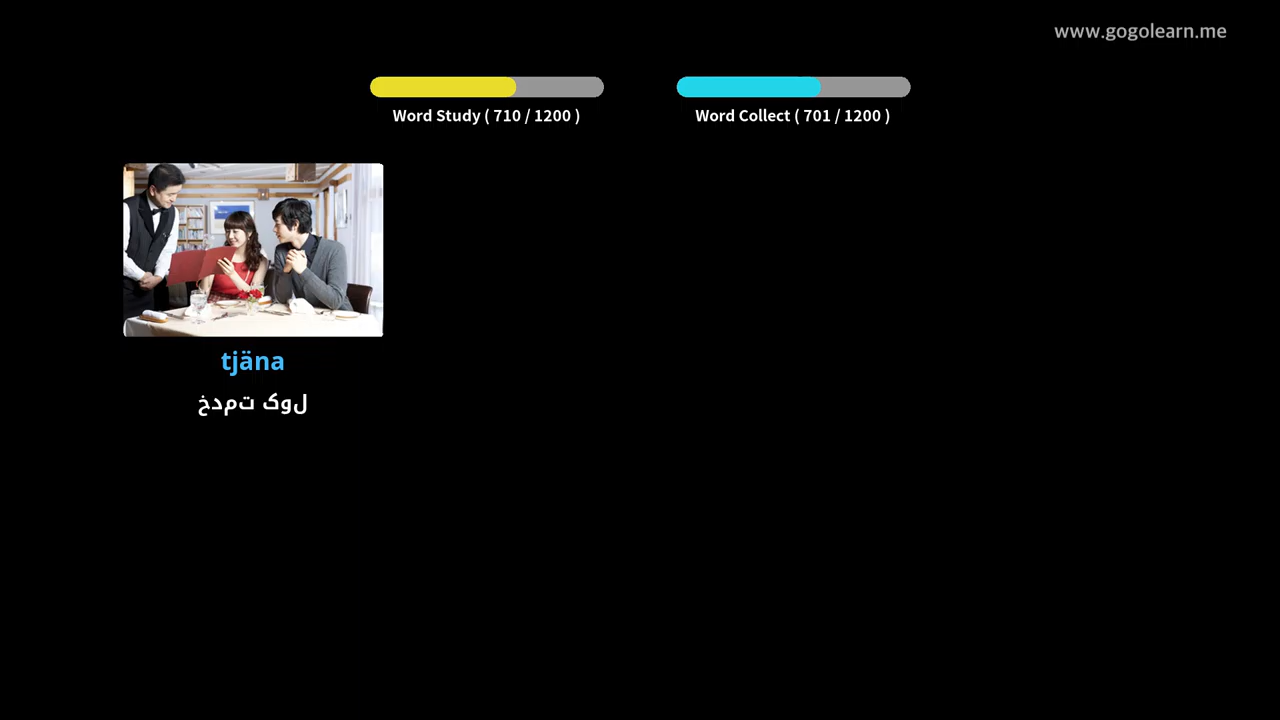 www.gogolearn.me
Word Study ( 710 / 1200 )
Word Collect ( 701 / 1200 )
tjäna
خدمت کول